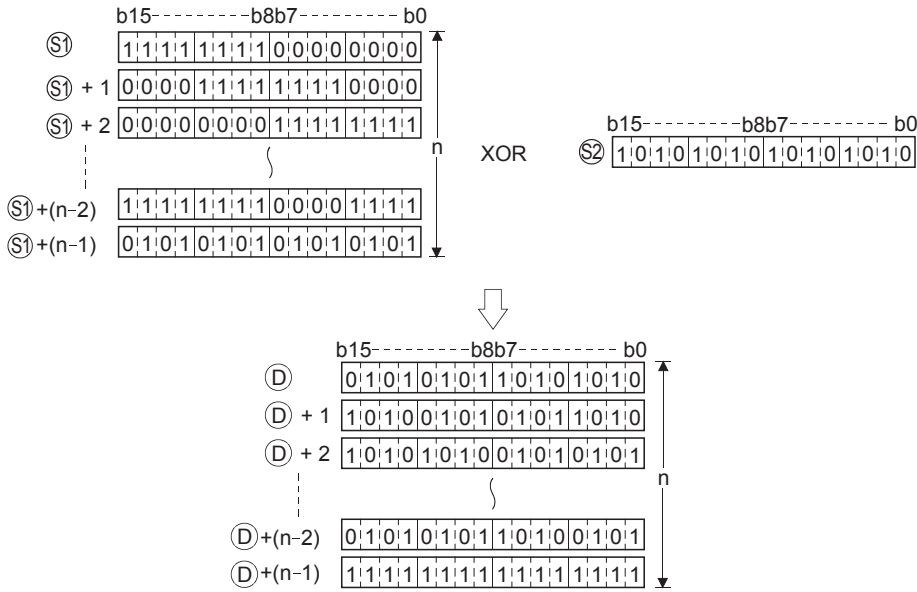 b15-----------b8b7-----------b0
S1 1111111100000000
S1 + 1 0000111111110000
S1 + 2 0000000011111111
n
XOR
b15-----------b8b7-----------b0
S2 1010101010101010
S1 +(n-2) 1111111100001111
S1 +(n-1) 0101010101010101
b15-----------b8b7-----------b0
D 0101010110101010
D + 1 1010010101011010
D + 2 1010101001010101
n
D +(n-2) 0101010110100101
D +(n-1) 1111111111111111